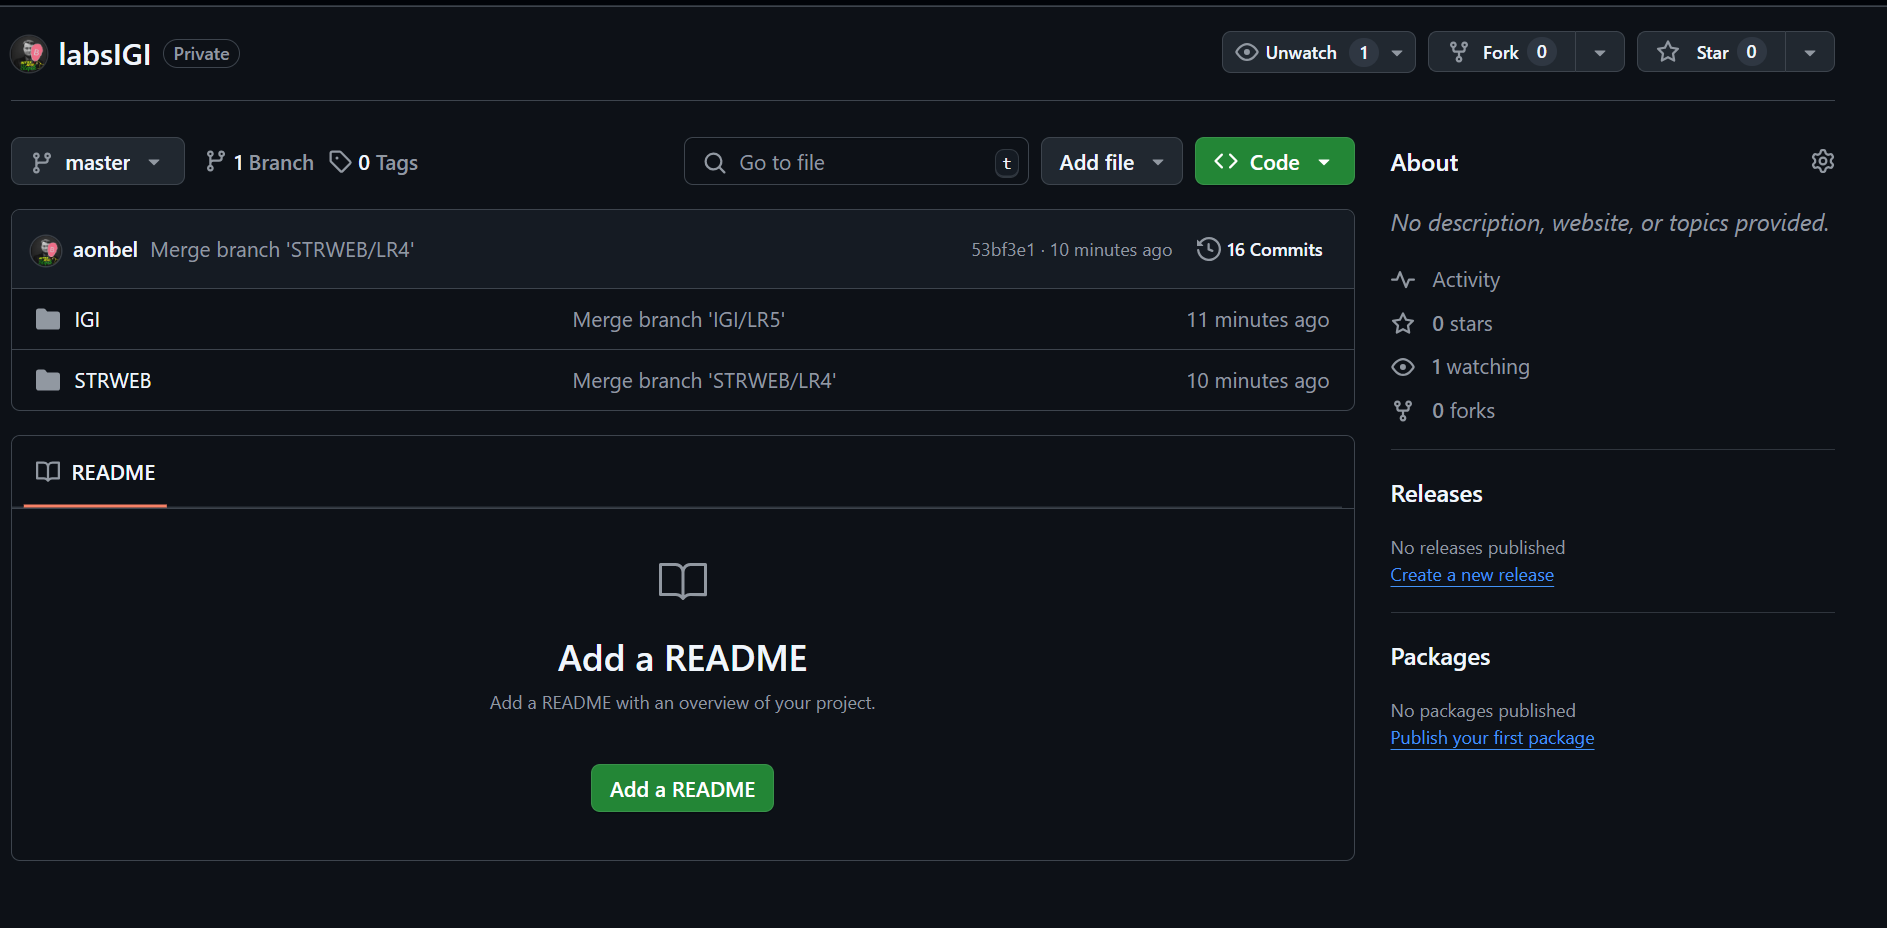 labsIGI Private Unwatch 1 Fork 0 Star 0
master 1 Branch 0 Tags Go to file t Add file Code
aonbel Merge branch 'STRWEB/LR4' 53bf3e1 · 10 minutes ago 16 Commits
IGI Merge branch 'IGI/LR5' 11 minutes ago
STRWEB Merge branch 'STRWEB/LR4' 10 minutes ago
README
Add a README
Add a README with an overview of your project.
Add a README
About
No description, website, or topics provided.
Activity
0 stars
1 watching
0 forks
Releases
No releases published
Create a new release
Packages
No packages published
Publish your first package